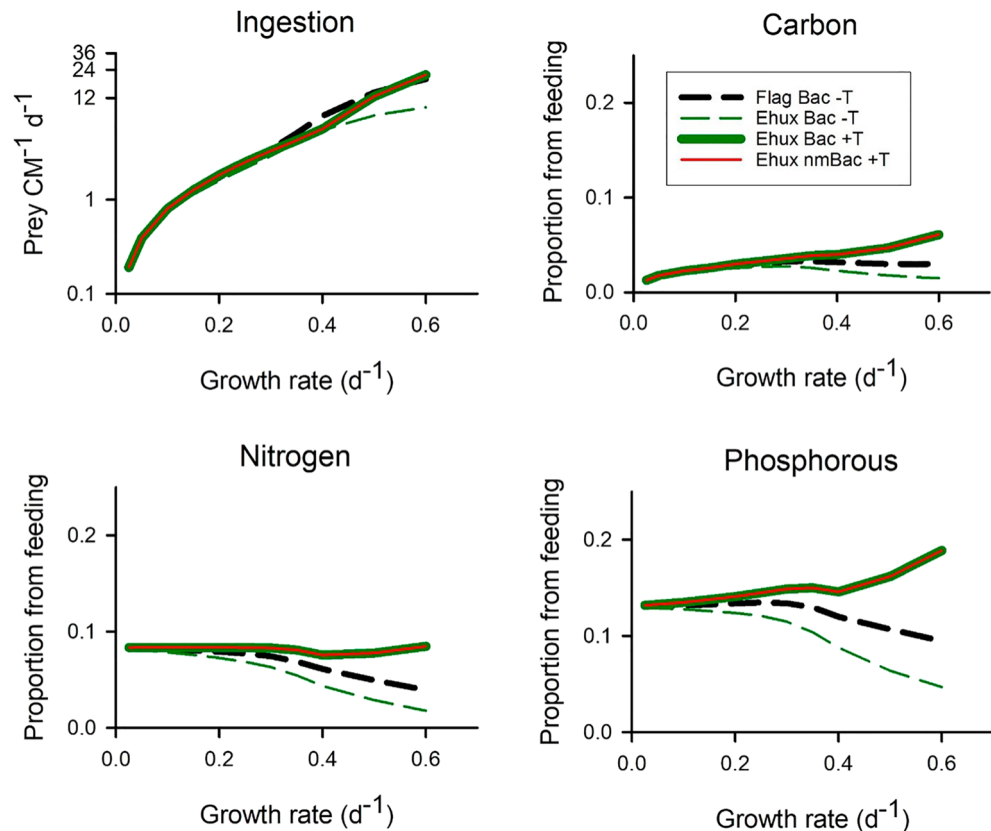 Ingestion
Prey CM⁻¹ d⁻¹
36
24
12
1
0.1
0.0 0.2 0.4 0.6
Growth rate (d⁻¹)
Carbon
Proportion from feeding
0.2
0.1
0.0
Flag Bac -T
Ehux Bac -T
Ehux Bac +T
Ehux nmBac +T
0.0 0.2 0.4 0.6
Growth rate (d⁻¹)
Nitrogen
Proportion from feeding
0.2
0.1
0.0
0.0 0.2 0.4 0.6
Growth rate (d⁻¹)
Phosphorous
Proportion from feeding
0.2
0.1
0.0
0.0 0.2 0.4 0.6
Growth rate (d⁻¹)